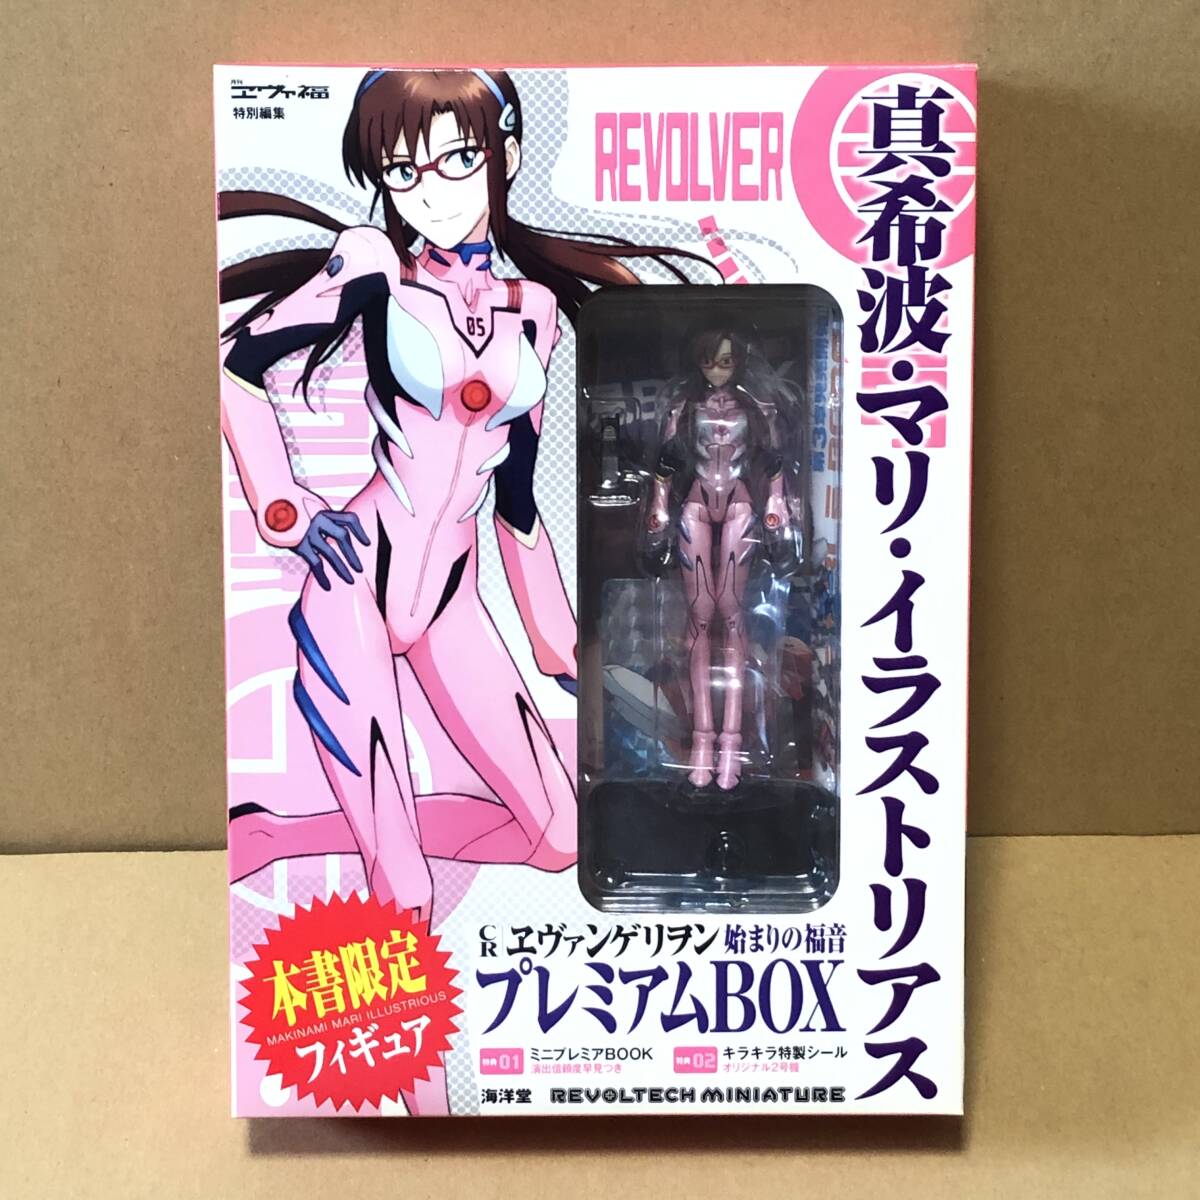 月刊
ヱヴァ福
特別編集
REVOLVER
真希波・マリ・イラストリアス
05
本書限定
MAKINAMI MARI ILLUSTRIOUS
フィギュア
CR ヱヴァンゲリヲン 始まりの福音
プレミアムBOX
特典01 ミニプレミアBOOK
演出信頼度早見つき
特典02 キラキラ特製シール
オリジナル2号機
海洋堂 REVOLTECH MINIATURE